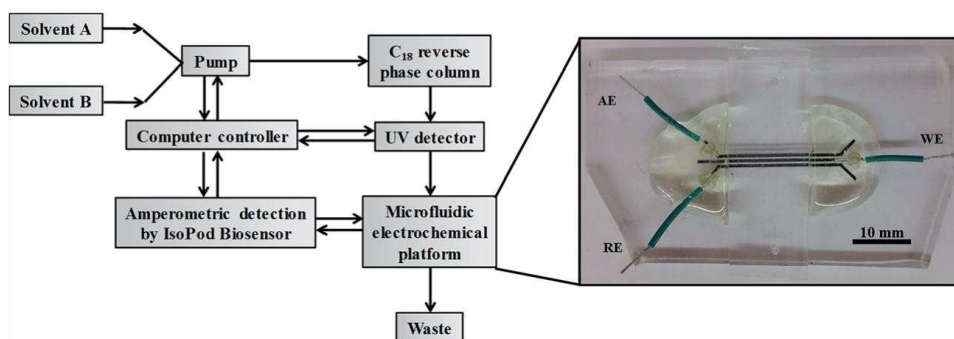 Solvent A
Solvent B
Pump
C18 reverse
phase column
Computer controller
UV detector
Amperometric detection
by IsoPod Biosensor
Microfluidic
electrochemical
platform
Waste
AE
WE
RE
10 mm